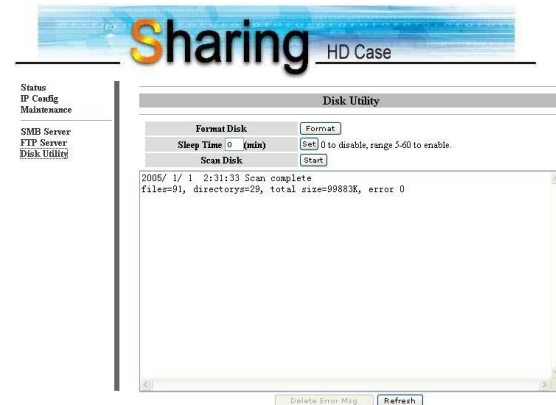 Sharing HD Case
Status
IP Config
Maintenance
SMB Server
FTP Server
Disk Utility
Disk Utility
Format Disk Format
Sleep Time 0 (min) Set 0 to disable, range 5-60 to enable.
Scan Disk Start
2005/ 1/ 1 2:31:33 Scan complete
files=91, directorys=29, total size=99883K, error 0
Delete Error Msg Refresh